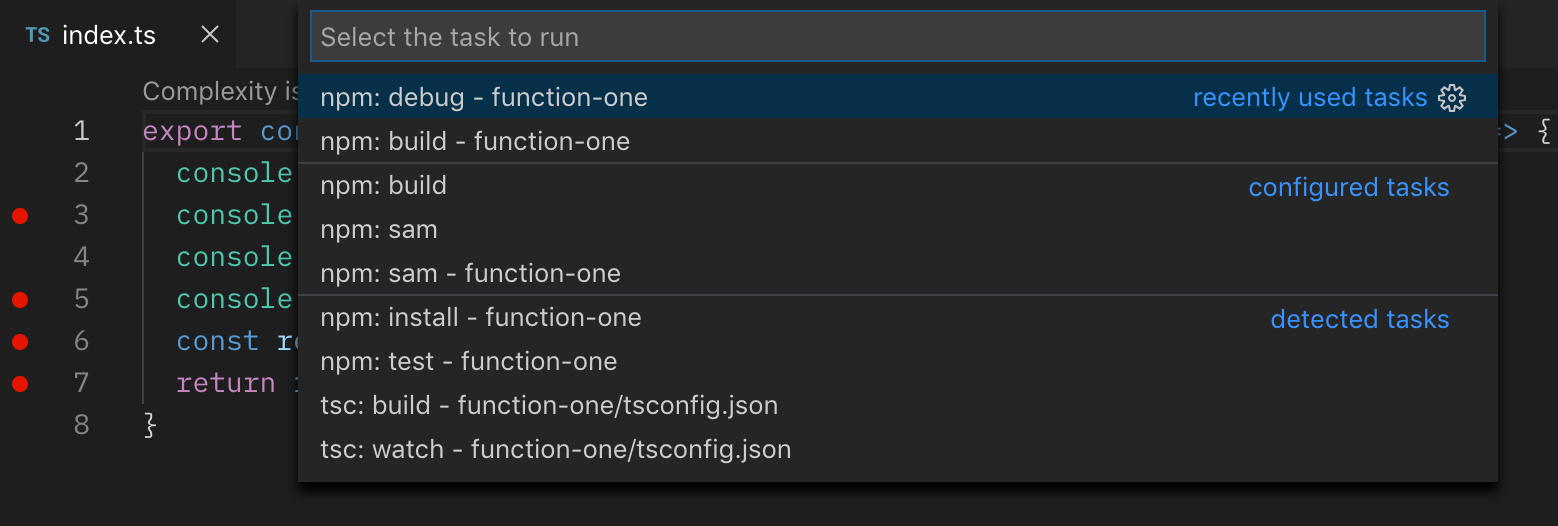 TS index.ts
Select the task to run
npm: debug - function-one recently used tasks
npm: build - function-one
npm: build configured tasks
npm: sam
npm: sam - function-one
npm: install - function-one detected tasks
npm: test - function-one
tsc: build - function-one/tsconfig.json
tsc: watch - function-one/tsconfig.json
Complexity
1 export => {
2 console
3 console
4 console
5 console
6 const
7 return
8 }